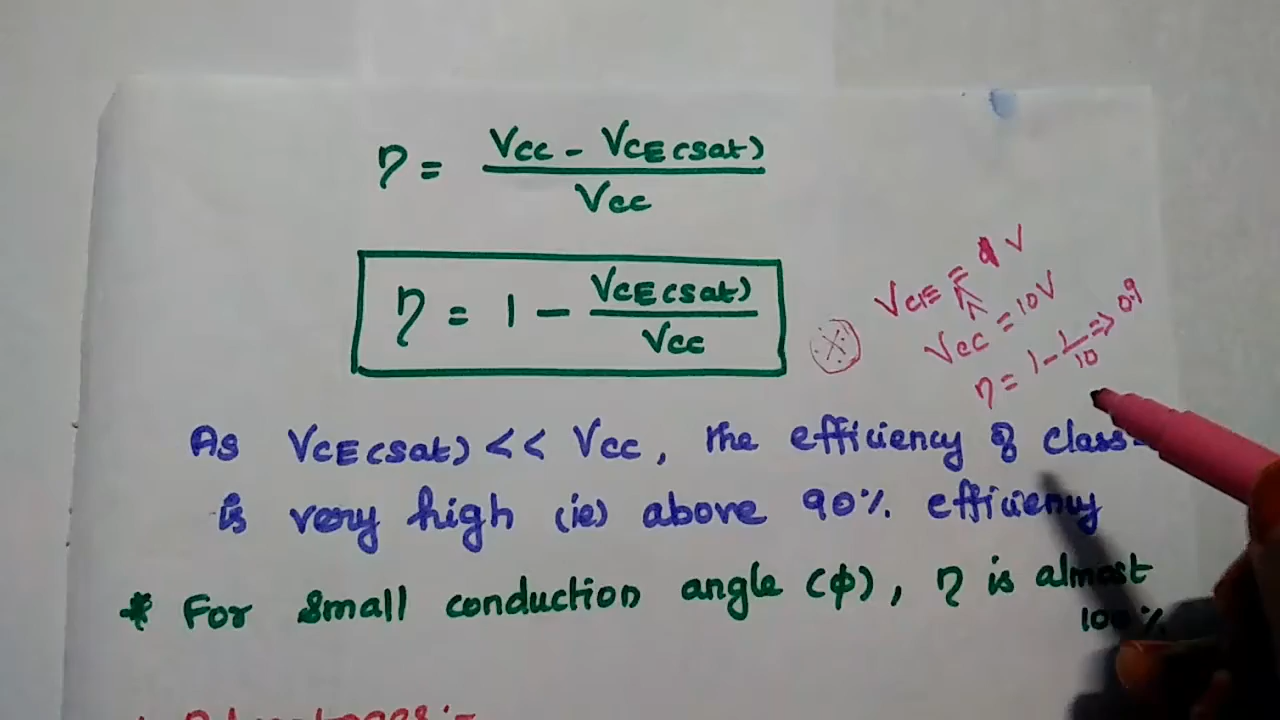 η = VCC - VCE(sat) / VCC
η = 1 - VCE(sat) / VCC
VCE = 1 V
VCC = 10V
η = 1 - 1/10 => 0.9
As VCE(sat) << VCC, the efficiency of class
is very high (ie) above 90% efficiency
* For small conduction angle (ϕ), η is almost
100%